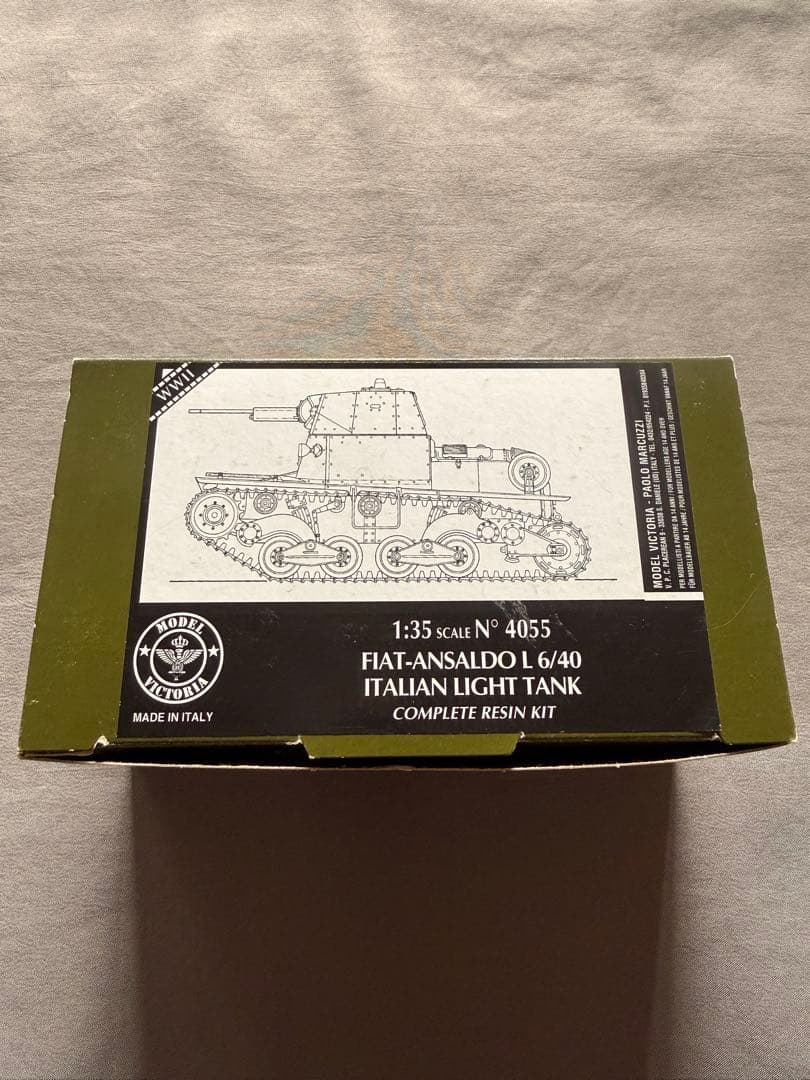 WWII
MODEL VICTORIA - PAOLO MARCUZZI
MODEL
VICTORIA
MADE IN ITALY
1:35 SCALE N° 4055
FIAT-ANSALDO L 6/40
ITALIAN LIGHT TANK
COMPLETE RESIN KIT